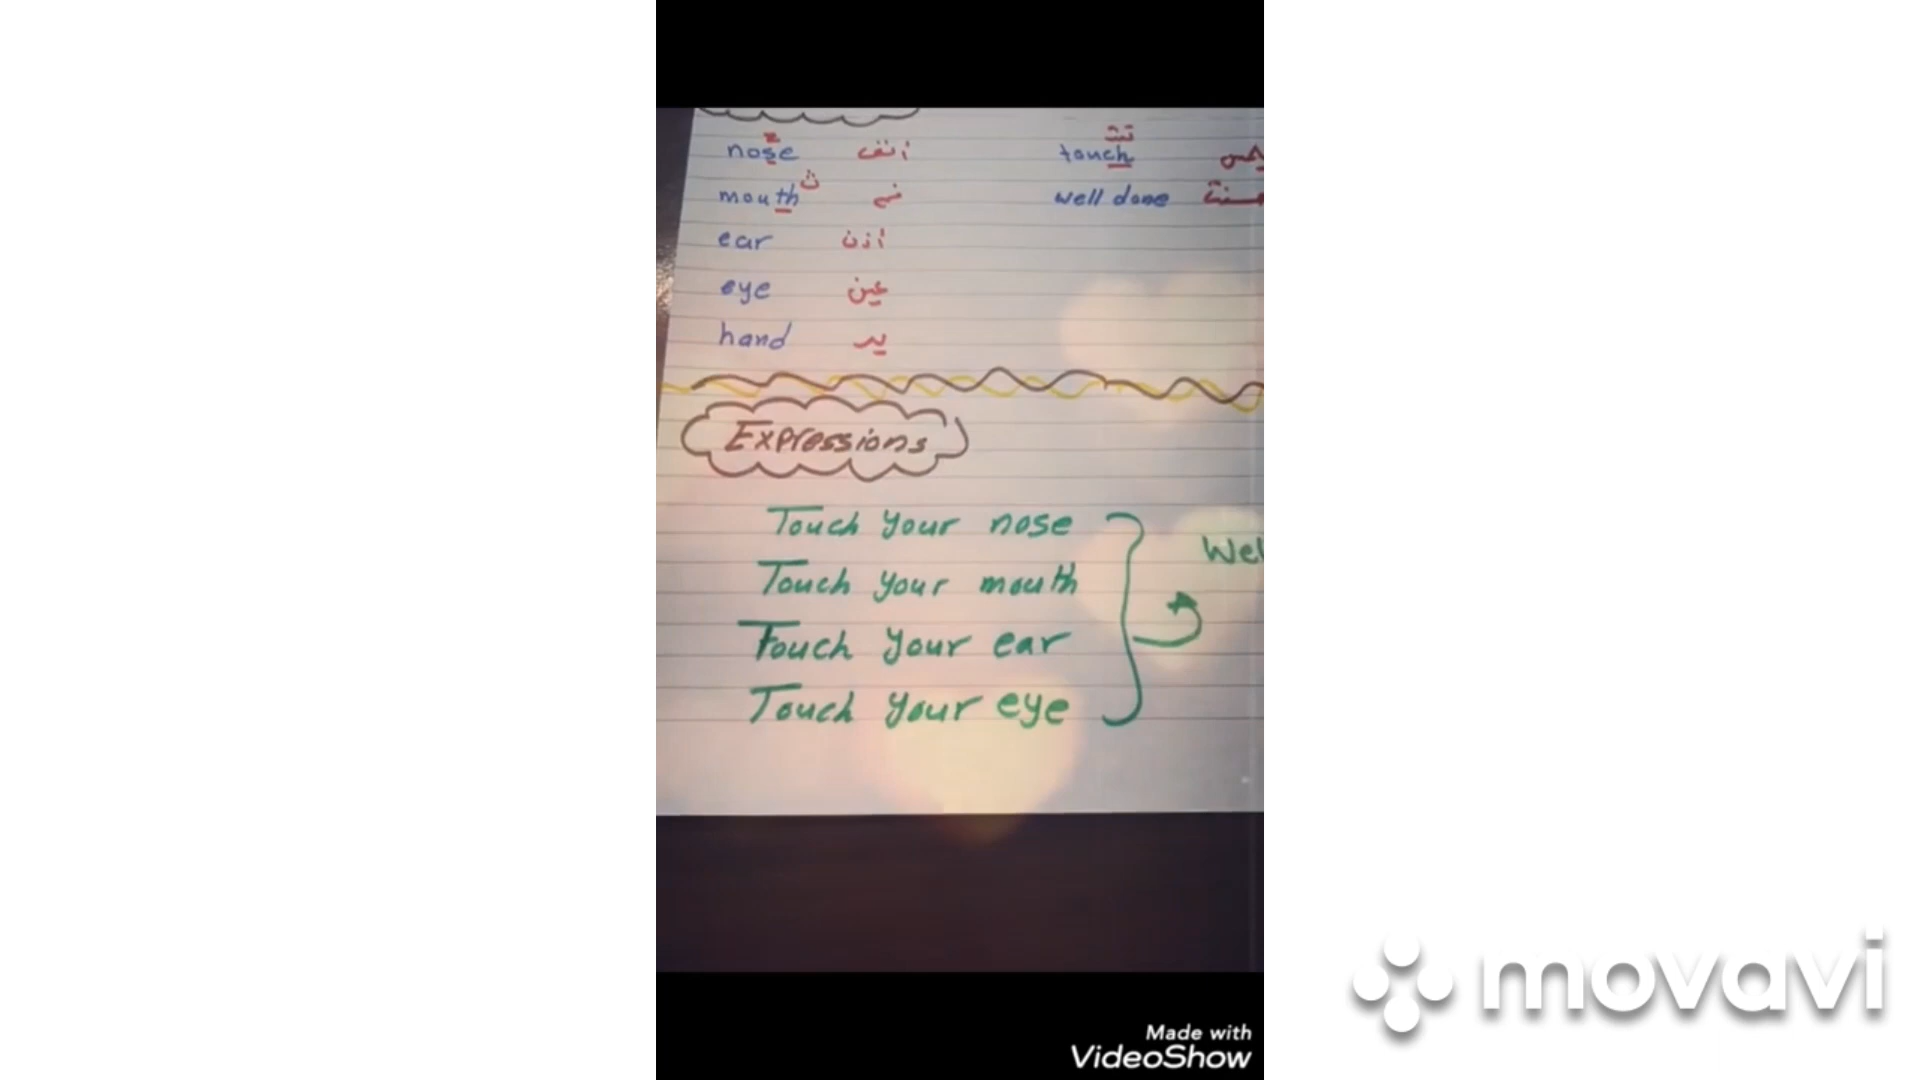 z تتـ
nose أنف touch
ث
mouth فم well done
ear أذن
eye عين
hand يد
Expressions
Touch your nose
Touch your mouth
Touch your ear
Touch your eye
Made with
VideoShow
movavi